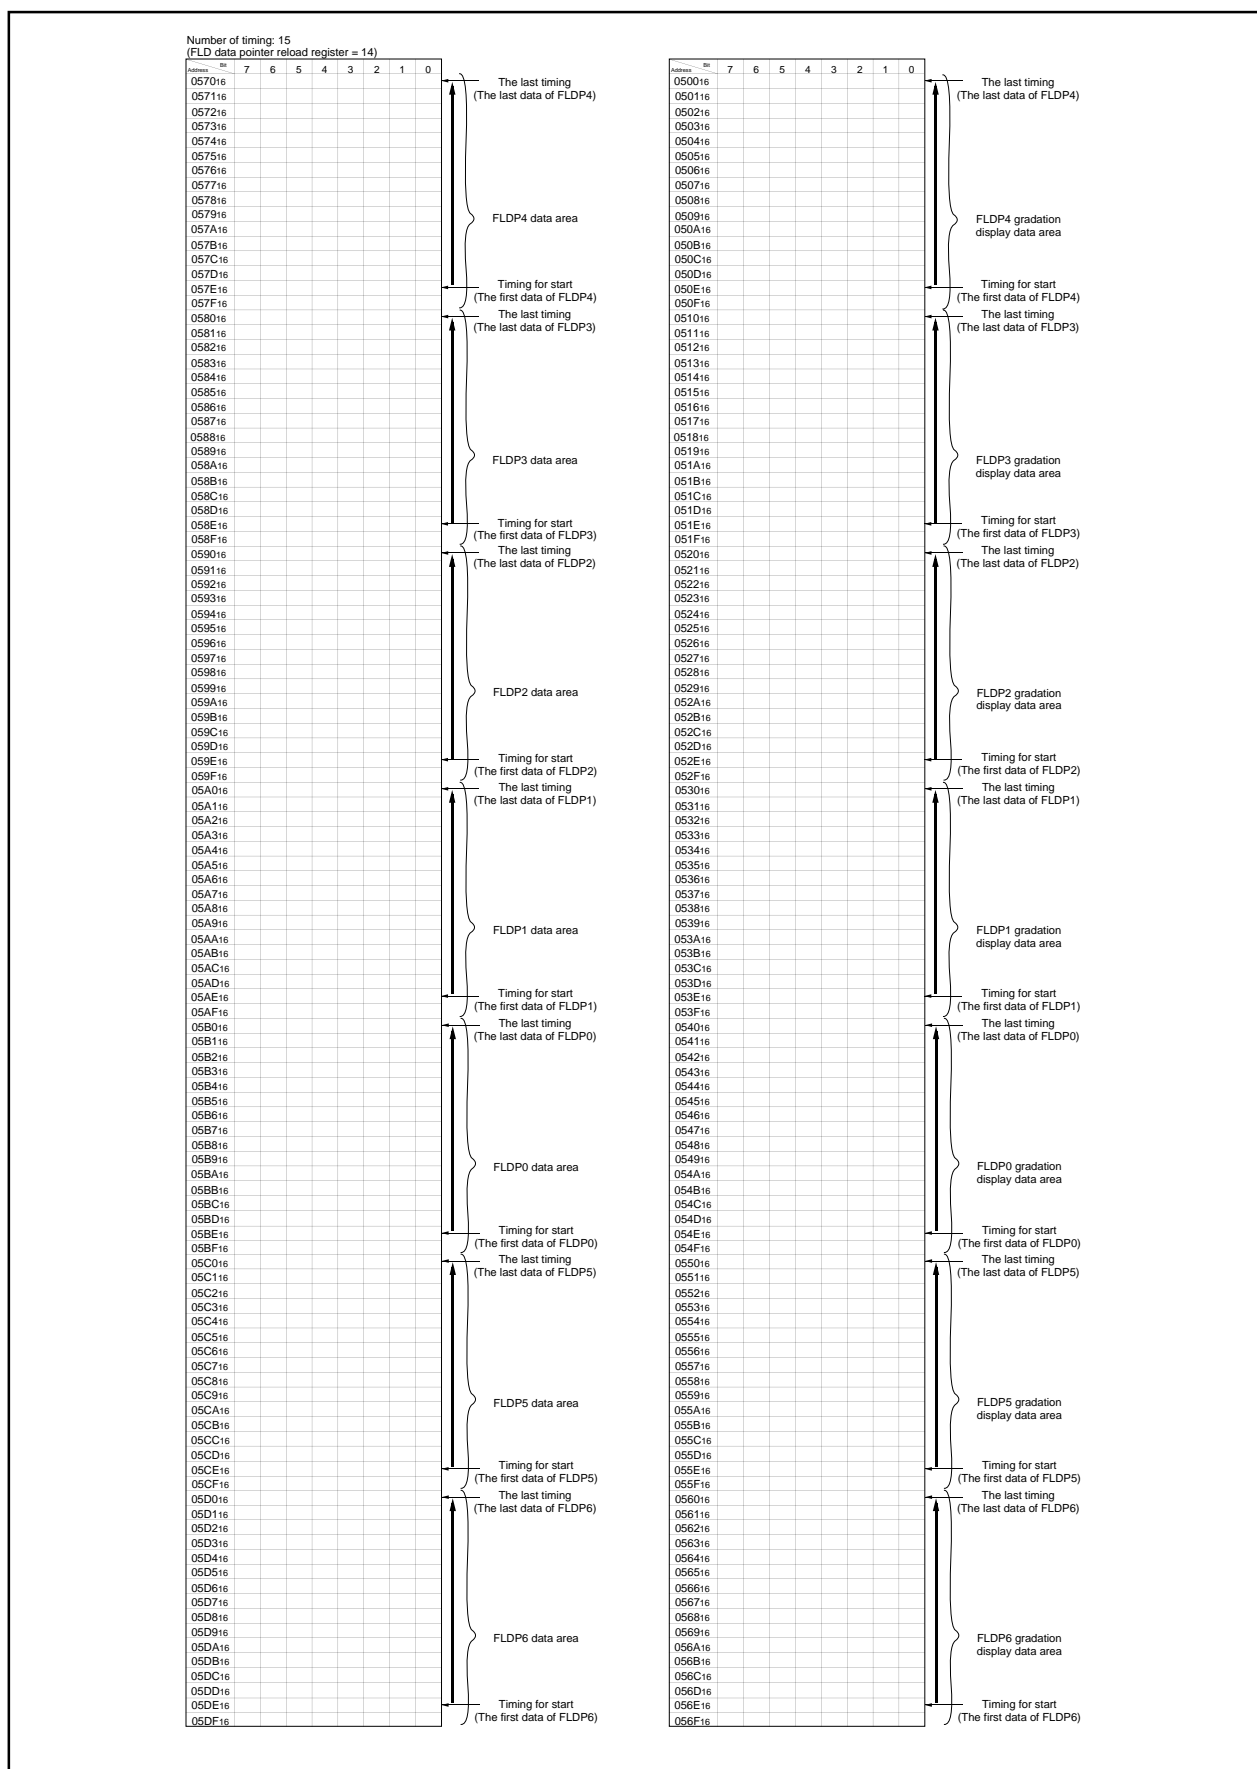 Number of timing: 15
(FLD data pointer reload register = 14)
Bit
Address 7 6 5 4 3 2 1 0
057016
057116
057216
057316
057416
057516
057616
057716
057816
057916
057A16
057B16
057C16
057D16
057E16
057F16
058016
058116
058216
058316
058416
058516
058616
058716
058816
058916
058A16
058B16
058C16
058D16
058E16
058F16
059016
059116
059216
059316
059416
059516
059616
059716
059816
059916
059A16
059B16
059C16
059D16
059E16
059F16
05A016
05A116
05A216
05A316
05A416
05A516
05A616
05A716
05A816
05A916
05AA16
05AB16
05AC16
05AD16
05AE16
05AF16
05B016
05B116
05B216
05B316
05B416
05B516
05B616
05B716
05B816
05B916
05BA16
05BB16
05BC16
05BD16
05BE16
05BF16
05C016
05C116
05C216
05C316
05C416
05C516
05C616
05C716
05C816
05C916
05CA16
05CB16
05CC16
05CD16
05CE16
05CF16
05D016
05D116
05D216
05D316
05D416
05D516
05D616
05D716
05D816
05D916
05DA16
05DB16
05DC16
05DD16
05DE16
05DF16
The last timing
(The last data of FLDP4)
FLDP4 data area
Timing for start
(The first data of FLDP4)
The last timing
(The last data of FLDP3)
FLDP3 data area
Timing for start
(The first data of FLDP3)
The last timing
(The last data of FLDP2)
FLDP2 data area
Timing for start
(The first data of FLDP2)
The last timing
(The last data of FLDP1)
FLDP1 data area
Timing for start
(The first data of FLDP1)
The last timing
(The last data of FLDP0)
FLDP0 data area
Timing for start
(The first data of FLDP0)
The last timing
(The last data of FLDP5)
FLDP5 data area
Timing for start
(The first data of FLDP5)
The last timing
(The last data of FLDP6)
FLDP6 data area
Timing for start
(The first data of FLDP6)
Bit
Address 7 6 5 4 3 2 1 0
050016
050116
050216
050316
050416
050516
050616
050716
050816
050916
050A16
050B16
050C16
050D16
050E16
050F16
051016
051116
051216
051316
051416
051516
051616
051716
051816
051916
051A16
051B16
051C16
051D16
051E16
051F16
052016
052116
052216
052316
052416
052516
052616
052716
052816
052916
052A16
052B16
052C16
052D16
052E16
052F16
053016
053116
053216
053316
053416
053516
053616
053716
053816
053916
053A16
053B16
053C16
053D16
053E16
053F16
054016
054116
054216
054316
054416
054516
054616
054716
054816
054916
054A16
054B16
054C16
054D16
054E16
054F16
055016
055116
055216
055316
055416
055516
055616
055716
055816
055916
055A16
055B16
055C16
055D16
055E16
055F16
056016
056116
056216
056316
056416
056516
056616
056716
056816
056916
056A16
056B16
056C16
056D16
056E16
056F16
The last timing
(The last data of FLDP4)
FLDP4 gradation
display data area
Timing for start
(The first data of FLDP4)
The last timing
(The last data of FLDP3)
FLDP3 gradation
display data area
Timing for start
(The first data of FLDP3)
The last timing
(The last data of FLDP2)
FLDP2 gradation
display data area
Timing for start
(The first data of FLDP2)
The last timing
(The last data of FLDP1)
FLDP1 gradation
display data area
Timing for start
(The first data of FLDP1)
The last timing
(The last data of FLDP0)
FLDP0 gradation
display data area
Timing for start
(The first data of FLDP0)
The last timing
(The last data of FLDP5)
FLDP5 gradation
display data area
Timing for start
(The first data of FLDP5)
The last timing
(The last data of FLDP6)
FLDP6 gradation
display data area
Timing for start
(The first data of FLDP6)